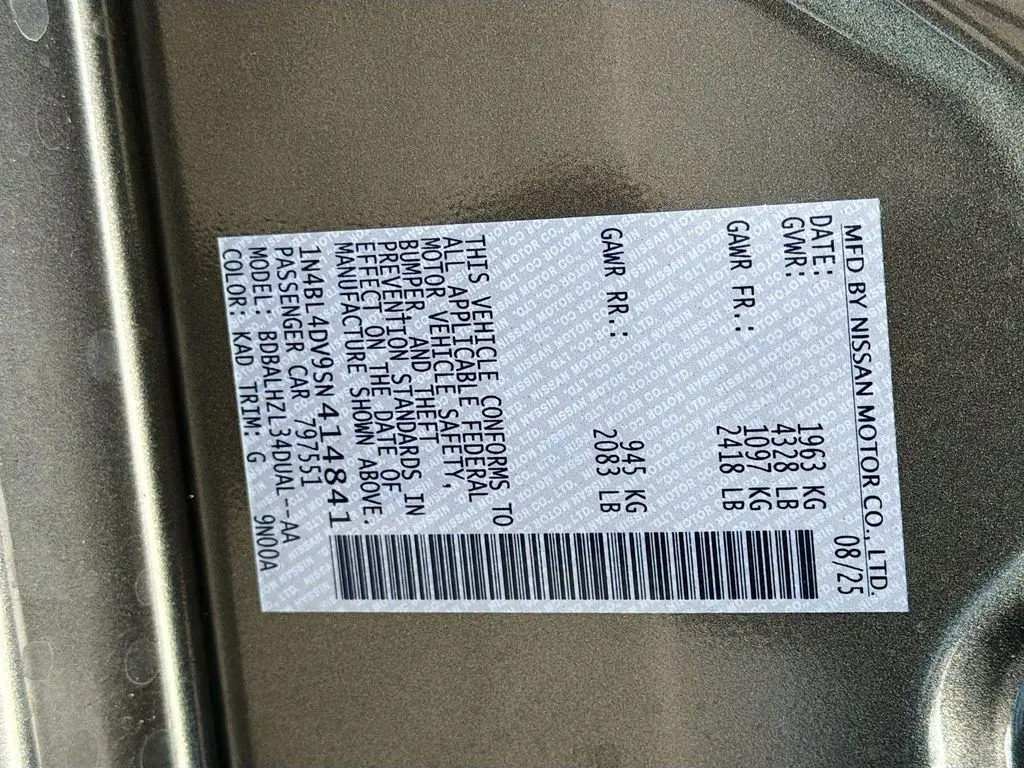 MFD BY NISSAN MOTOR CO., LTD.
DATE: 08/25
GVWR: 1963 KG
4328 LB
GAWR FR.: 1097 KG
2418 LB
GAWR RR.: 945 KG
2083 LB
THIS VEHICLE CONFORMS TO
ALL APPLICABLE FEDERAL
MOTOR VEHICLE SAFETY,
BUMPER, AND THEFT
PREVENTION STANDARDS IN
EFFECT ON THE DATE OF
MANUFACTURE SHOWN ABOVE.
1N4BL4DV9SN414841
PASSENGER CAR 797551
MODEL: BDBALHZL34DUAL--AA
COLOR: KAD TRIM: G 9N00A